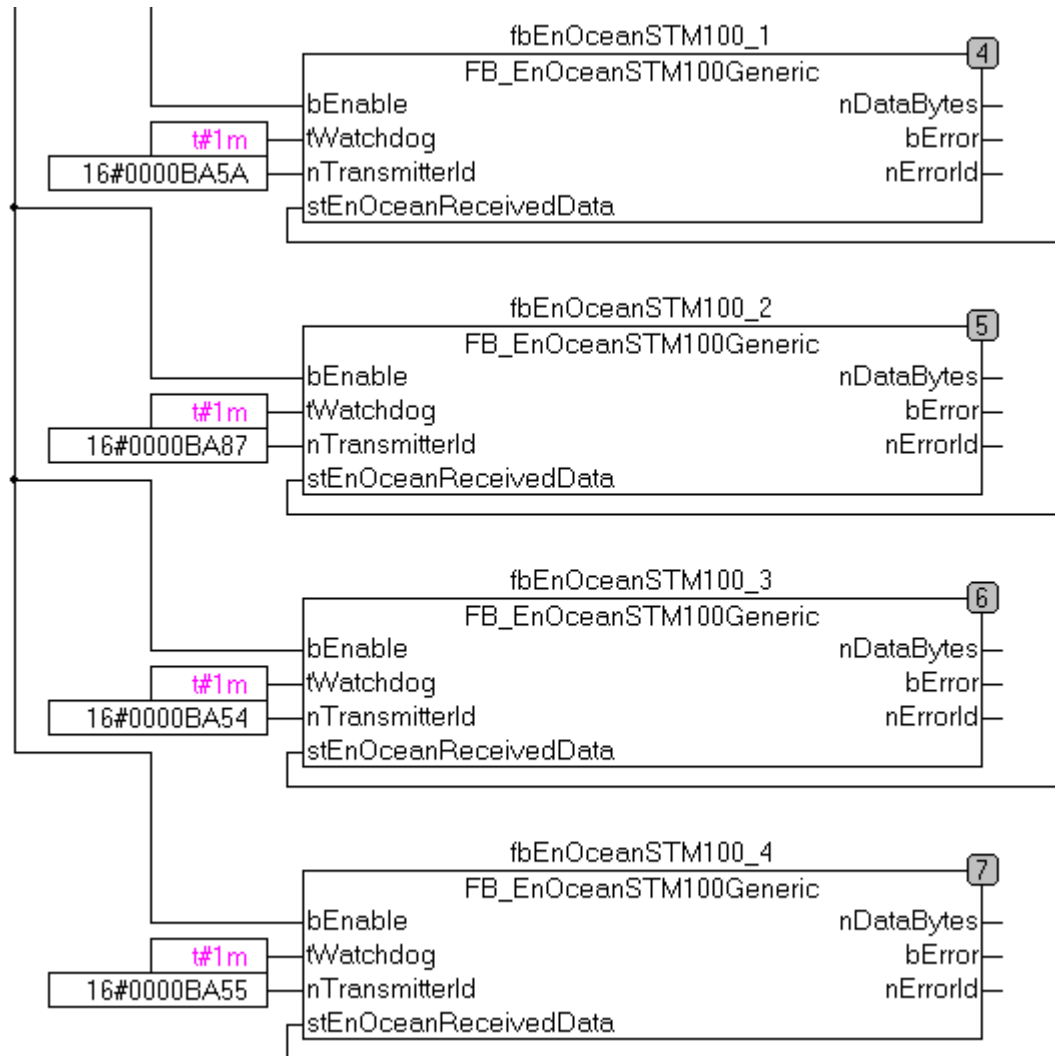 fbEnOceanSTM100_1
4
FB_EnOceanSTM100Generic
bEnable nDataBytes
t#1m tWatchdog bError
16#0000BA5A nTransmitterId nErrorId
stEnOceanReceivedData
fbEnOceanSTM100_2
5
FB_EnOceanSTM100Generic
bEnable nDataBytes
t#1m tWatchdog bError
16#0000BA87 nTransmitterId nErrorId
stEnOceanReceivedData
fbEnOceanSTM100_3
6
FB_EnOceanSTM100Generic
bEnable nDataBytes
t#1m tWatchdog bError
16#0000BA54 nTransmitterId nErrorId
stEnOceanReceivedData
fbEnOceanSTM100_4
7
FB_EnOceanSTM100Generic
bEnable nDataBytes
t#1m tWatchdog bError
16#0000BA55 nTransmitterId nErrorId
stEnOceanReceivedData